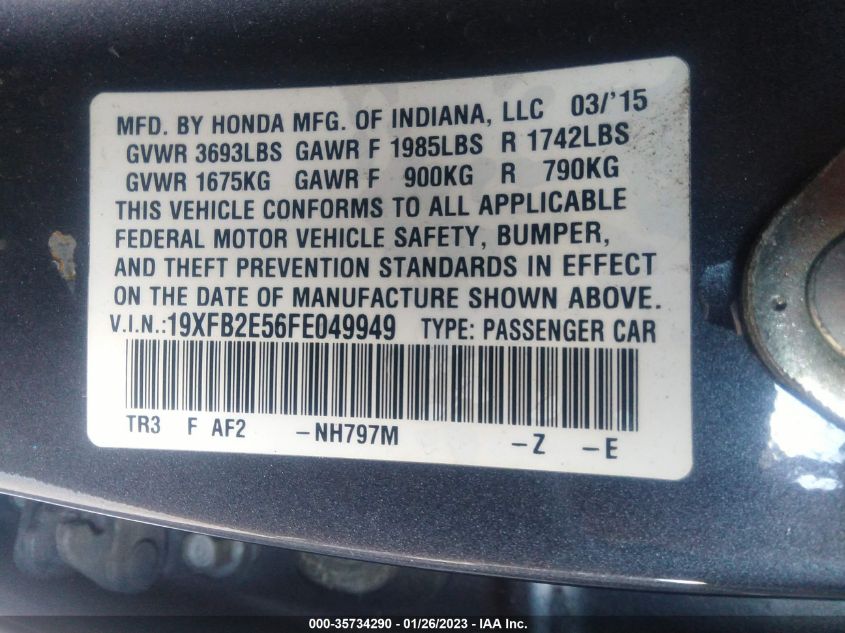 MFD. BY HONDA MFG. OF INDIANA, LLC 03/'15
GVWR 3693LBS GAWR F 1985LBS R 1742LBS
GVWR 1675KG GAWR F 900KG R 790KG
THIS VEHICLE CONFORMS TO ALL APPLICABLE
FEDERAL MOTOR VEHICLE SAFETY, BUMPER,
AND THEFT PREVENTION STANDARDS IN EFFECT
ON THE DATE OF MANUFACTURE SHOWN ABOVE.
V.I.N.:19XFB2E56FE049949 TYPE: PASSENGER CAR
TR3 F AF2 -NH797M -Z -E
000-35734290 - 01/26/2023 - IAA Inc.